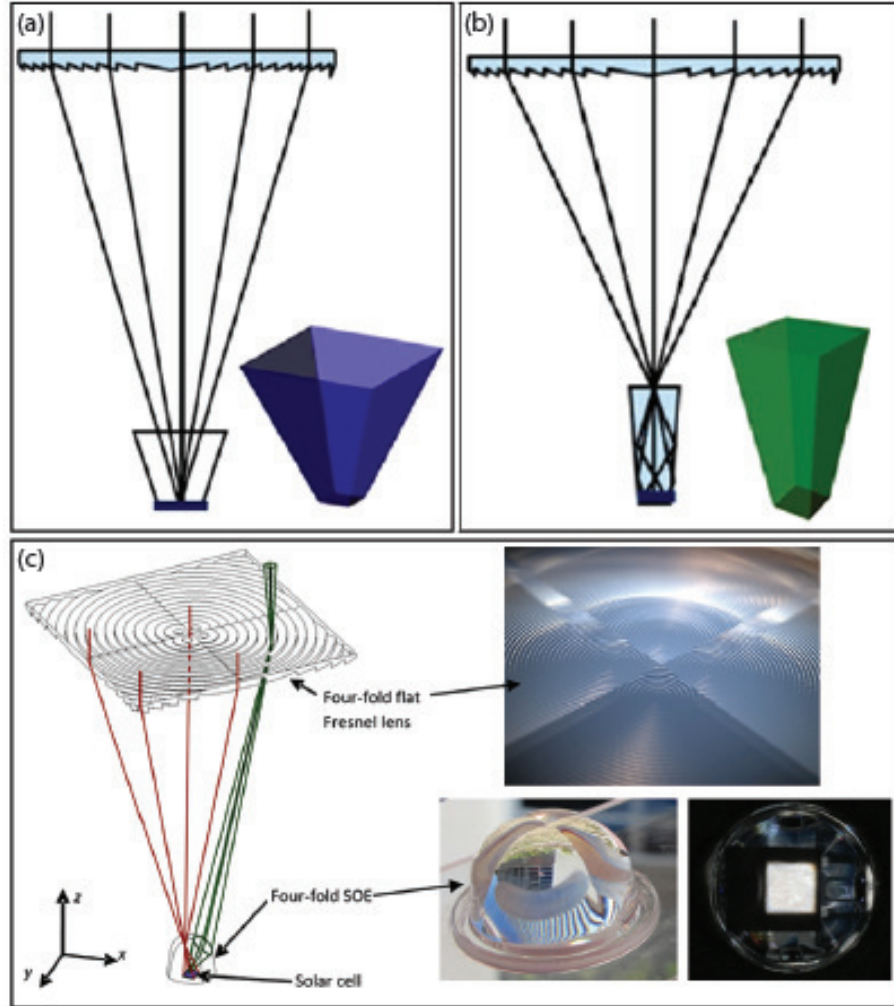 (a)
(b)
(c)
Four-fold flat
Fresnel lens
Four-fold SOE
Solar cell
z
x
y